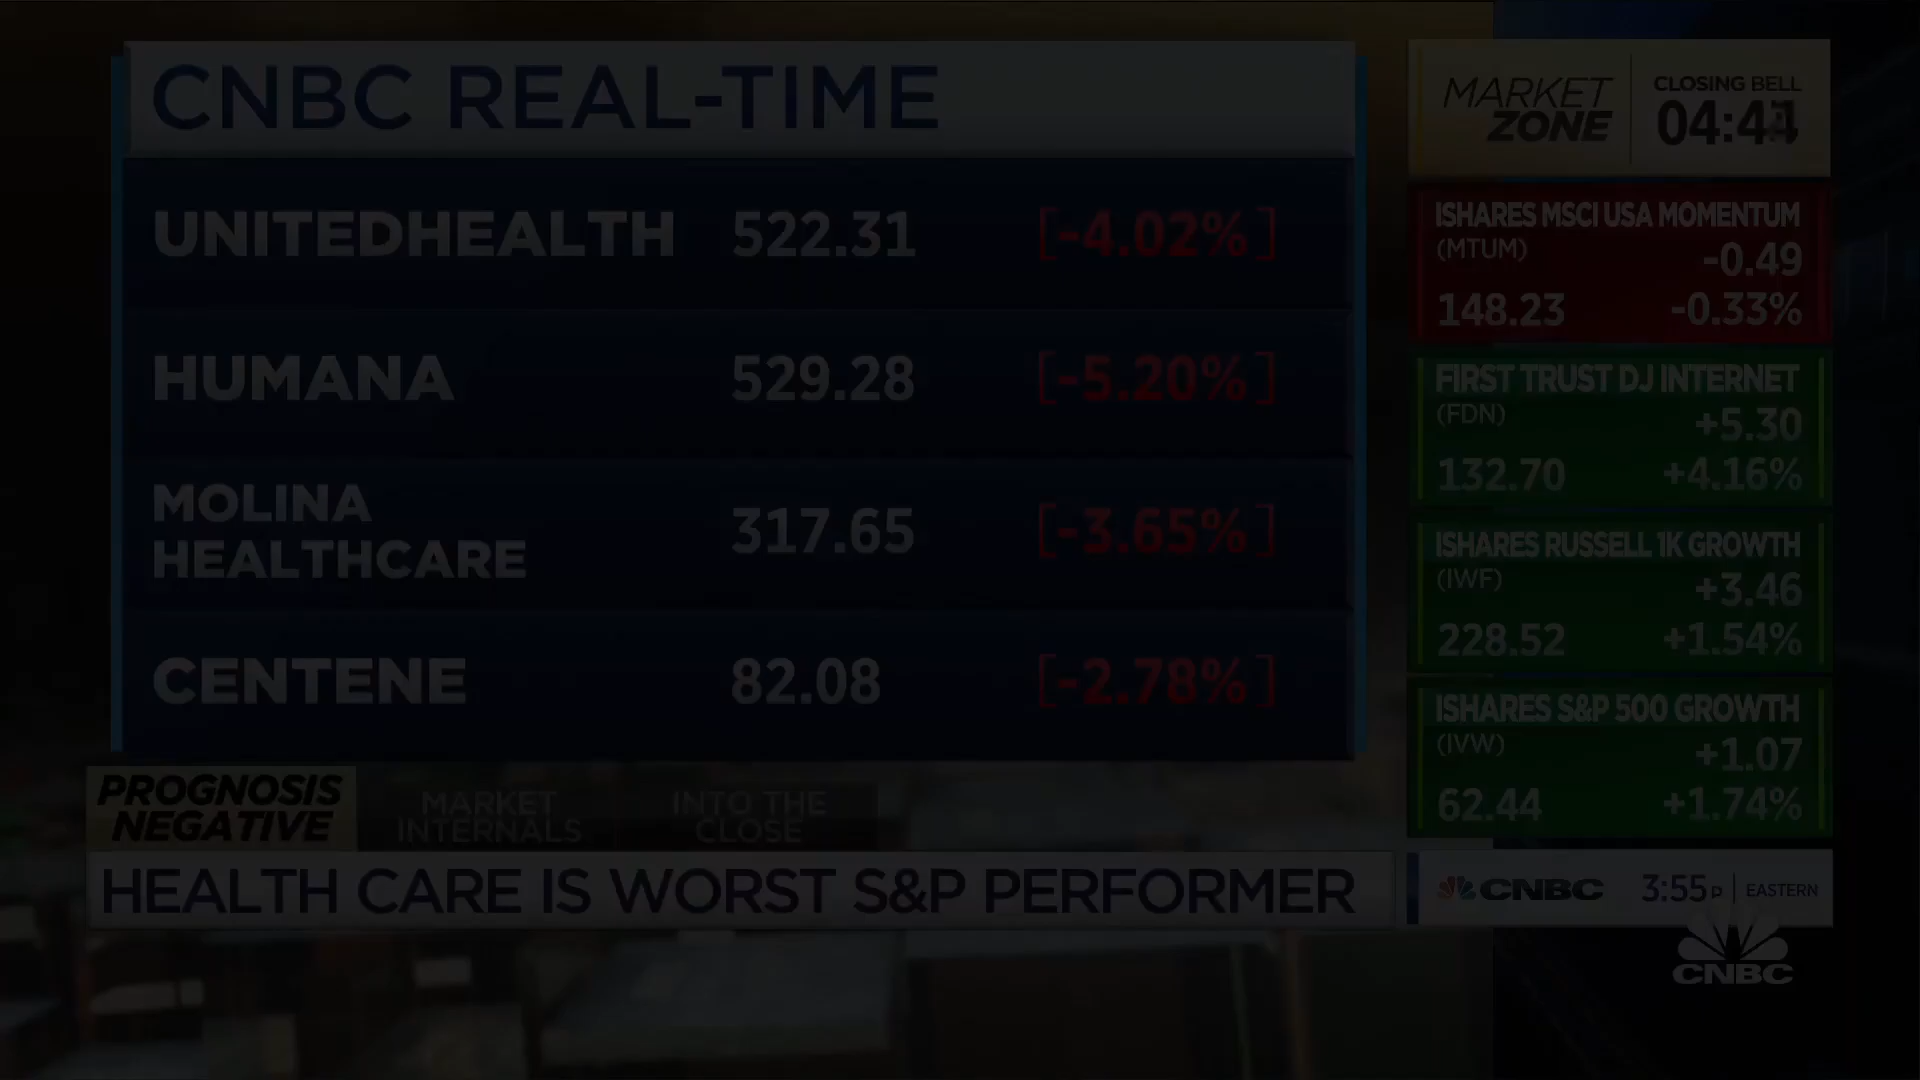 CNBC REAL-TIME
UNITEDHEALTH 522.31 [-4.02%]
HUMANA 529.28 [-5.20%]
MOLINA
HEALTHCARE 317.65 [-3.65%]
CENTENE 82.08 [-2.78%]
PROGNOSIS
NEGATIVE
MARKET
INTERNALS
INTO THE
CLOSE
HEALTH CARE IS WORST S&P PERFORMER
MARKET
ZONE
CLOSING BELL
ISHARES MSCI USA MOMENTUM
(MTUM) -0.49
148.23 -0.33%
FIRST TRUST DJ INTERNET
(FDN) +5.30
132.70 +4.16%
ISHARES RUSSELL 1K GROWTH
(IWF) +3.46
228.52 +1.54%
ISHARES S&P 500 GROWTH
(IVW) +1.07
62.44 +1.74%
CNBC 3:55P EASTERN
CNBC